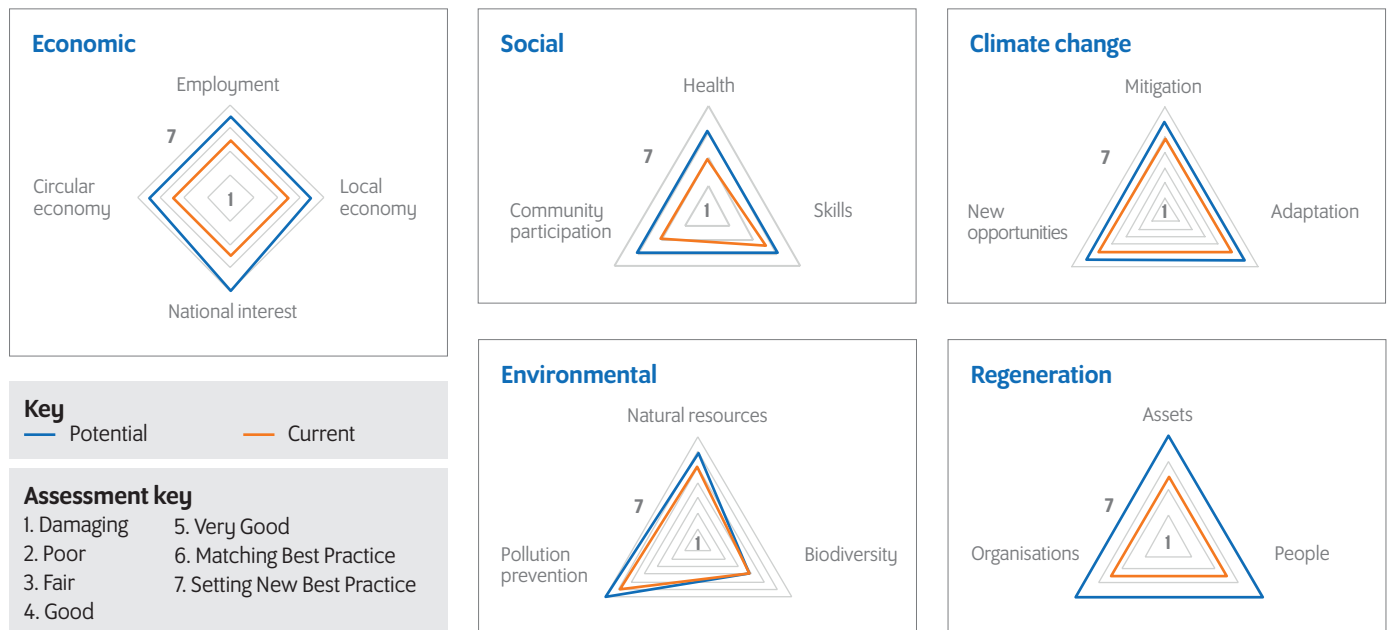 Economic
Employment
7
Circular
economy
1
Local
economy
National interest
Social
Health
7
Community
participation
1
Skills
Climate change
Mitigation
7
New
opportunities
1
Adaptation
Key
Potential
Current
Assessment key
1. Damaging
2. Poor
3. Fair
4. Good
5. Very Good
6. Matching Best Practice
7. Setting New Best Practice
Environmental
Natural resources
7
Pollution
prevention
1
Biodiversity
Regeneration
Assets
7
Organisations
1
People